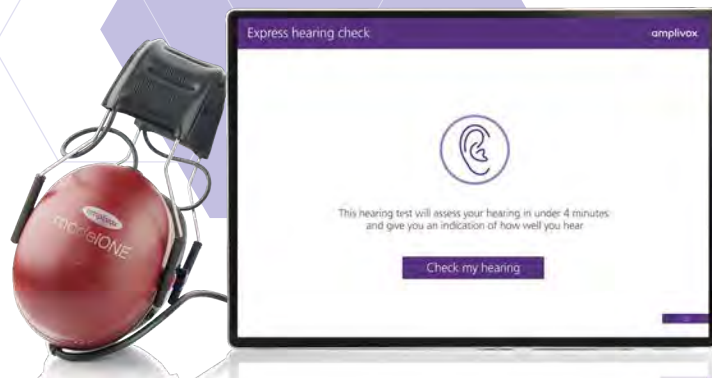 Express hearing check
amplivox
This hearing test will assess your hearing in under 4 minutes
and give you an indication of how well you hear
Check my hearing
amplivox
modelONE